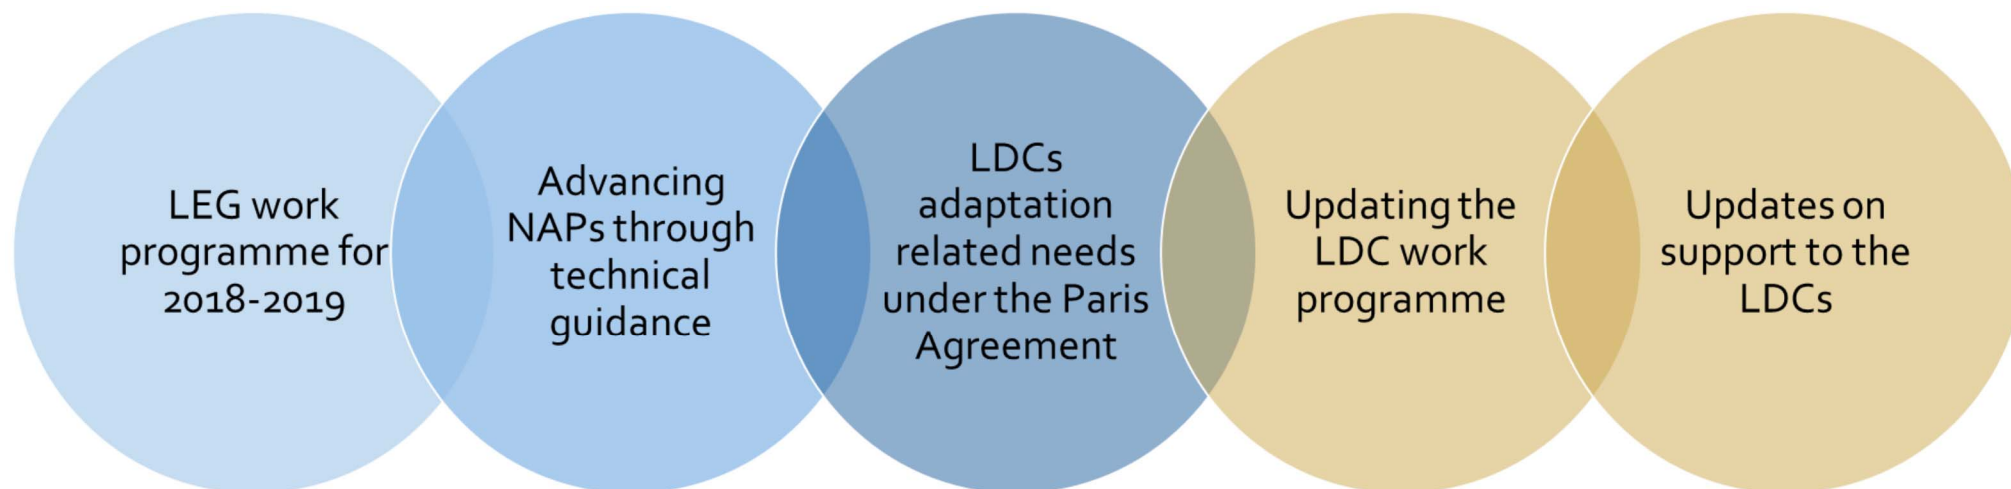 LEG work
programme for
2018-2019
Advancing
NAPs through
technical
guidance
LDCs
adaptation
related needs
under the Paris
Agreement
Updating the
LDC work
programme
Updates on
support to the
LDCs